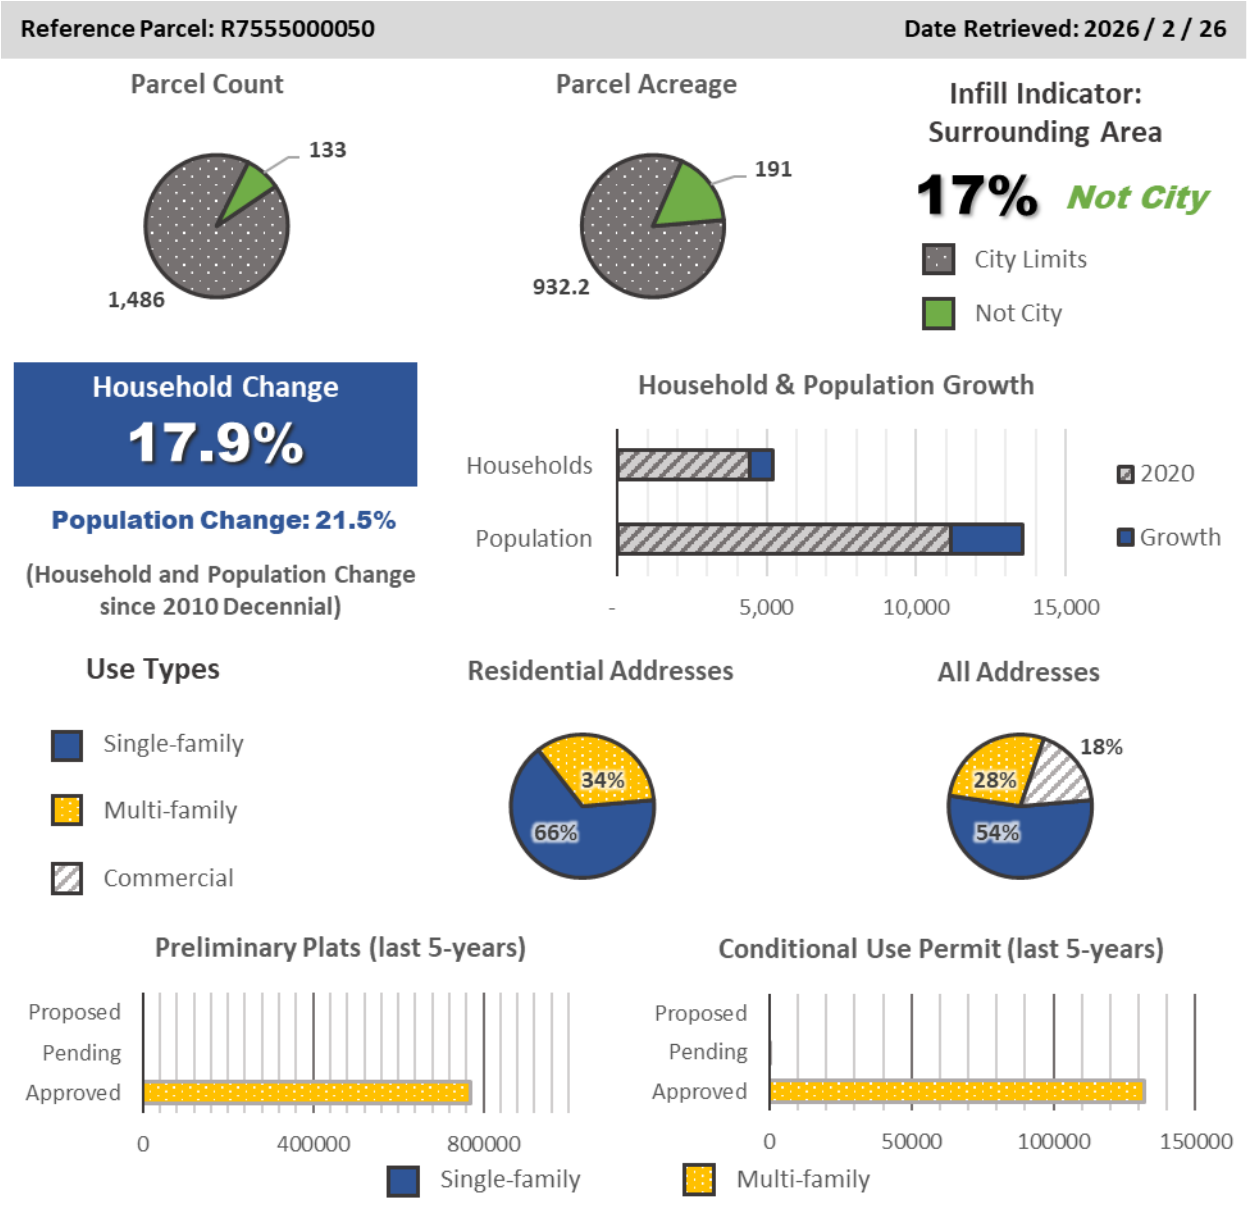 Reference Parcel: R7555000050
Date Retrieved: 2026 / 2 / 26
Parcel Count
133
1,486
Parcel Acreage
191
932.2
Infill Indicator:
Surrounding Area
17% Not City
City Limits
Not City
Household Change
17.9%
Population Change: 21.5%
(Household and Population Change
since 2010 Decennial)
Household & Population Growth
Households
Population
- 5,000 10,000 15,000
2020
Growth
Use Types
Single-family
Multi-family
Commercial
Residential Addresses
34%
66%
All Addresses
18%
28%
54%
Preliminary Plats (last 5-years)
Proposed
Pending
Approved
0 400000 800000
Conditional Use Permit (last 5-years)
Proposed
Pending
Approved
0 50000 100000 150000
Single-family
Multi-family